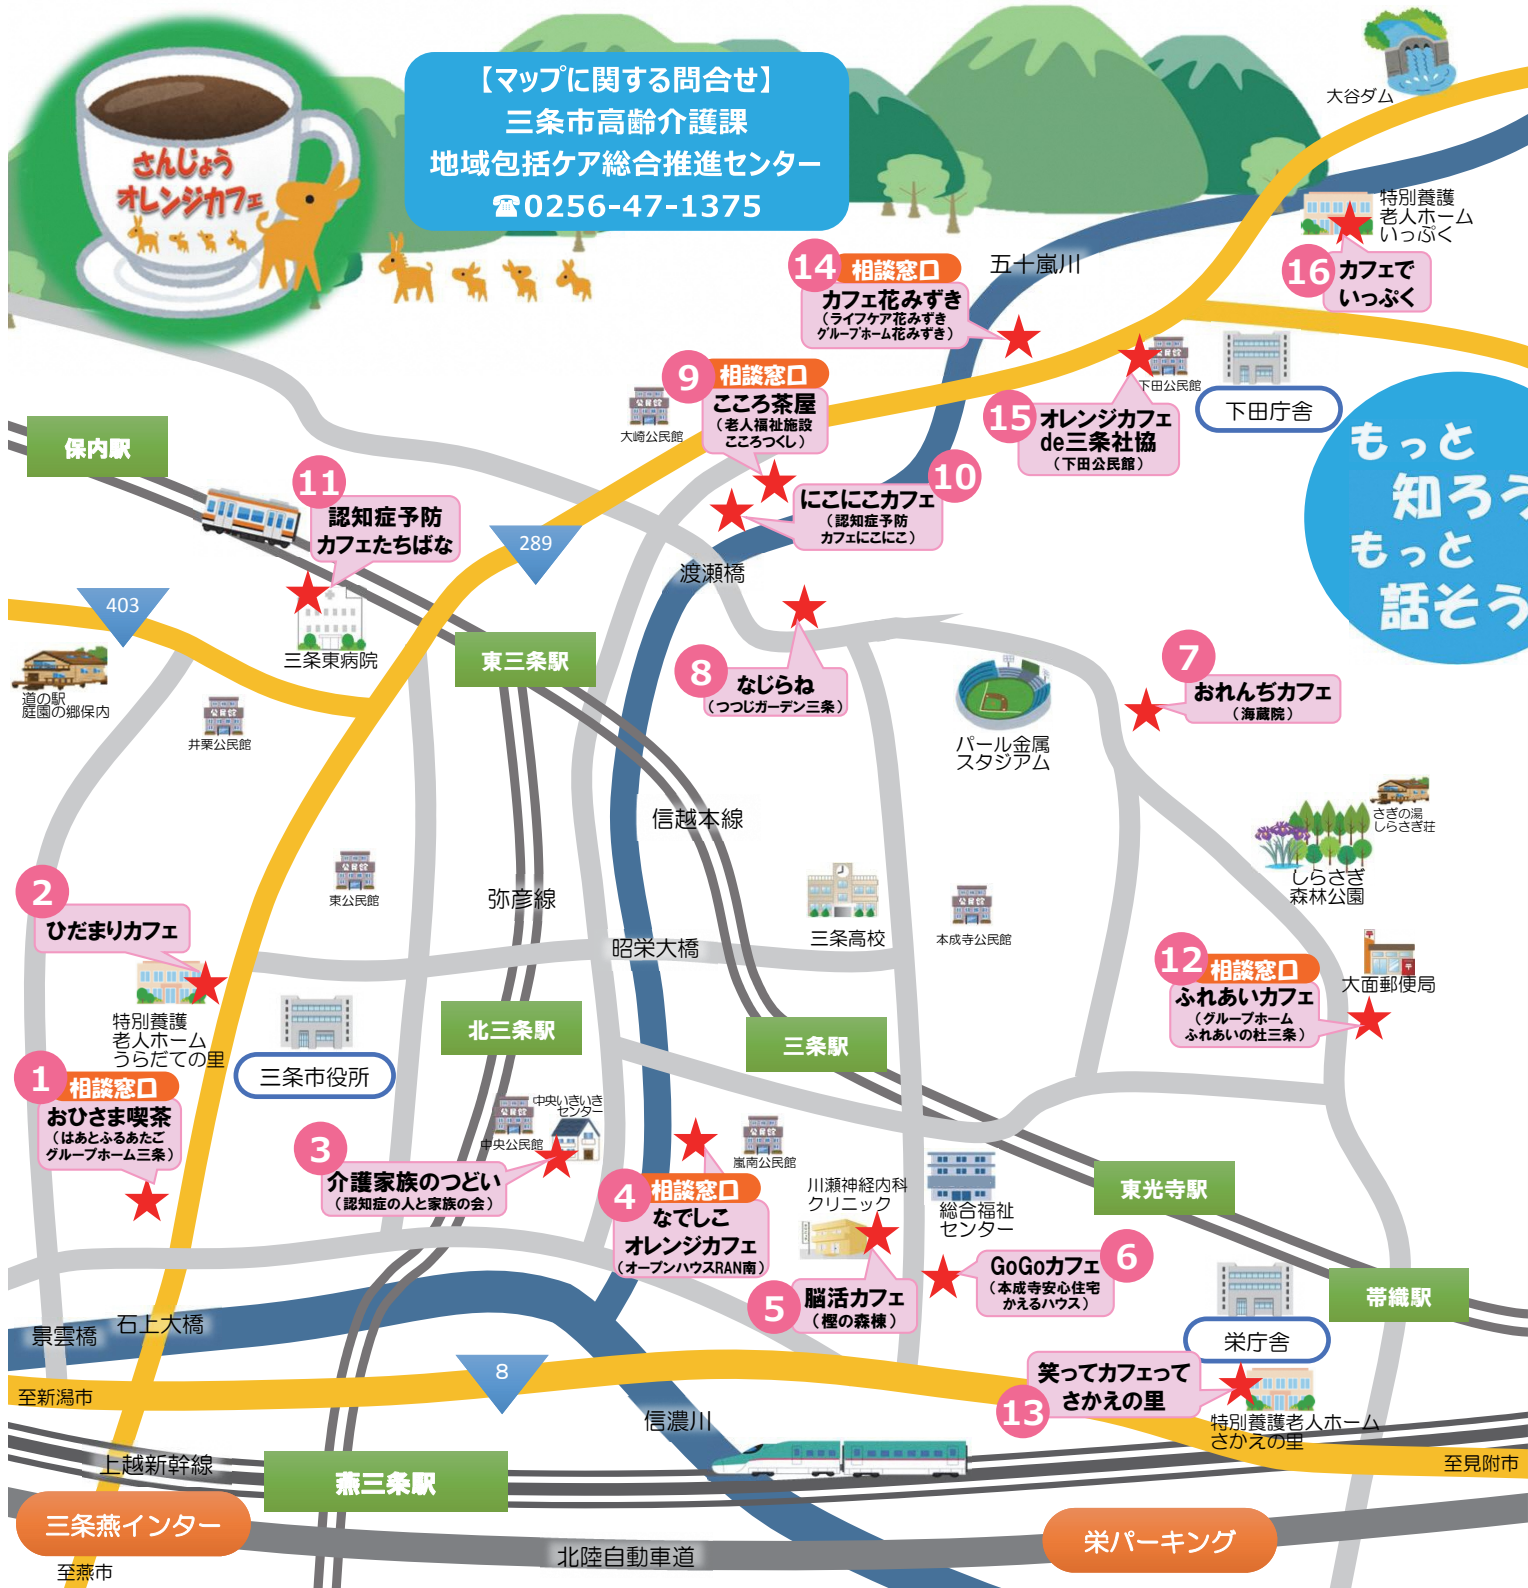 さんじょう
オレンジカフェ
【マップに関する問合せ】
三条市高齢介護課
地域包括ケア総合推進センター
☎0256-47-1375
大谷ダム
特別養護
老人ホーム
いっぷく
16
カフェで
いっぷく
14
相談窓口
カフェ花みずき
(ライフケア花みずき
グループホーム花みずき)
五十嵐川
公民館
下田公民館
下田庁舎
15
オレンジカフェ
de三条社協
(下田公民館)
9
相談窓口
こころ茶屋
(老人福祉施設
こころつくし)
公民館
大崎公民館
10
にこにこカフェ
(認知症予防
カフェにこにこ)
もっと
知ろう
もっと
話そう
保内駅
11
認知症予防
カフェたちばな
289
403
渡瀬橋
三条東病院
東三条駅
道の駅
庭園の郷保内
公民館
井栗公民館
8
なじらね
(つつじガーデン三条)
7
おれんぢカフェ
(海蔵院)
パール金属
スタジアム
信越本線
さぎの湯
しらさぎ荘
しらさぎ
森林公園
公民館
東公民館
弥彦線
三条高校
公民館
本成寺公民館
昭栄大橋
2
ひだまりカフェ
特別養護
老人ホーム
うらだての里
三条市役所
北三条駅
三条駅
12
相談窓口
ふれあいカフェ
(グループホーム
ふれあいの杜三条)
大面郵便局
1
相談窓口
おひさま喫茶
(はあとふるあたご
グループホーム三条)
公民館
中央公民館
中央いきいき
センター
3
介護家族のつどい
(認知症の人と家族の会)
公民館
嵐南公民館
4
相談窓口
なでしこ
オレンジカフェ
(オープンハウスRAN南)
川瀬神経内科
クリニック
総合福祉
センター
5
脳活カフェ
(樫の森棟)
6
GoGoカフェ
(本成寺安心住宅
かえるハウス)
東光寺駅
帯織駅
栄庁舎
13
笑ってカフェって
さかえの里
特別養護老人ホーム
さかえの里
景雲橋
石上大橋
8
至新潟市
信濃川
至見附市
上越新幹線
燕三条駅
三条燕インター
北陸自動車道
栄パーキング
至燕市